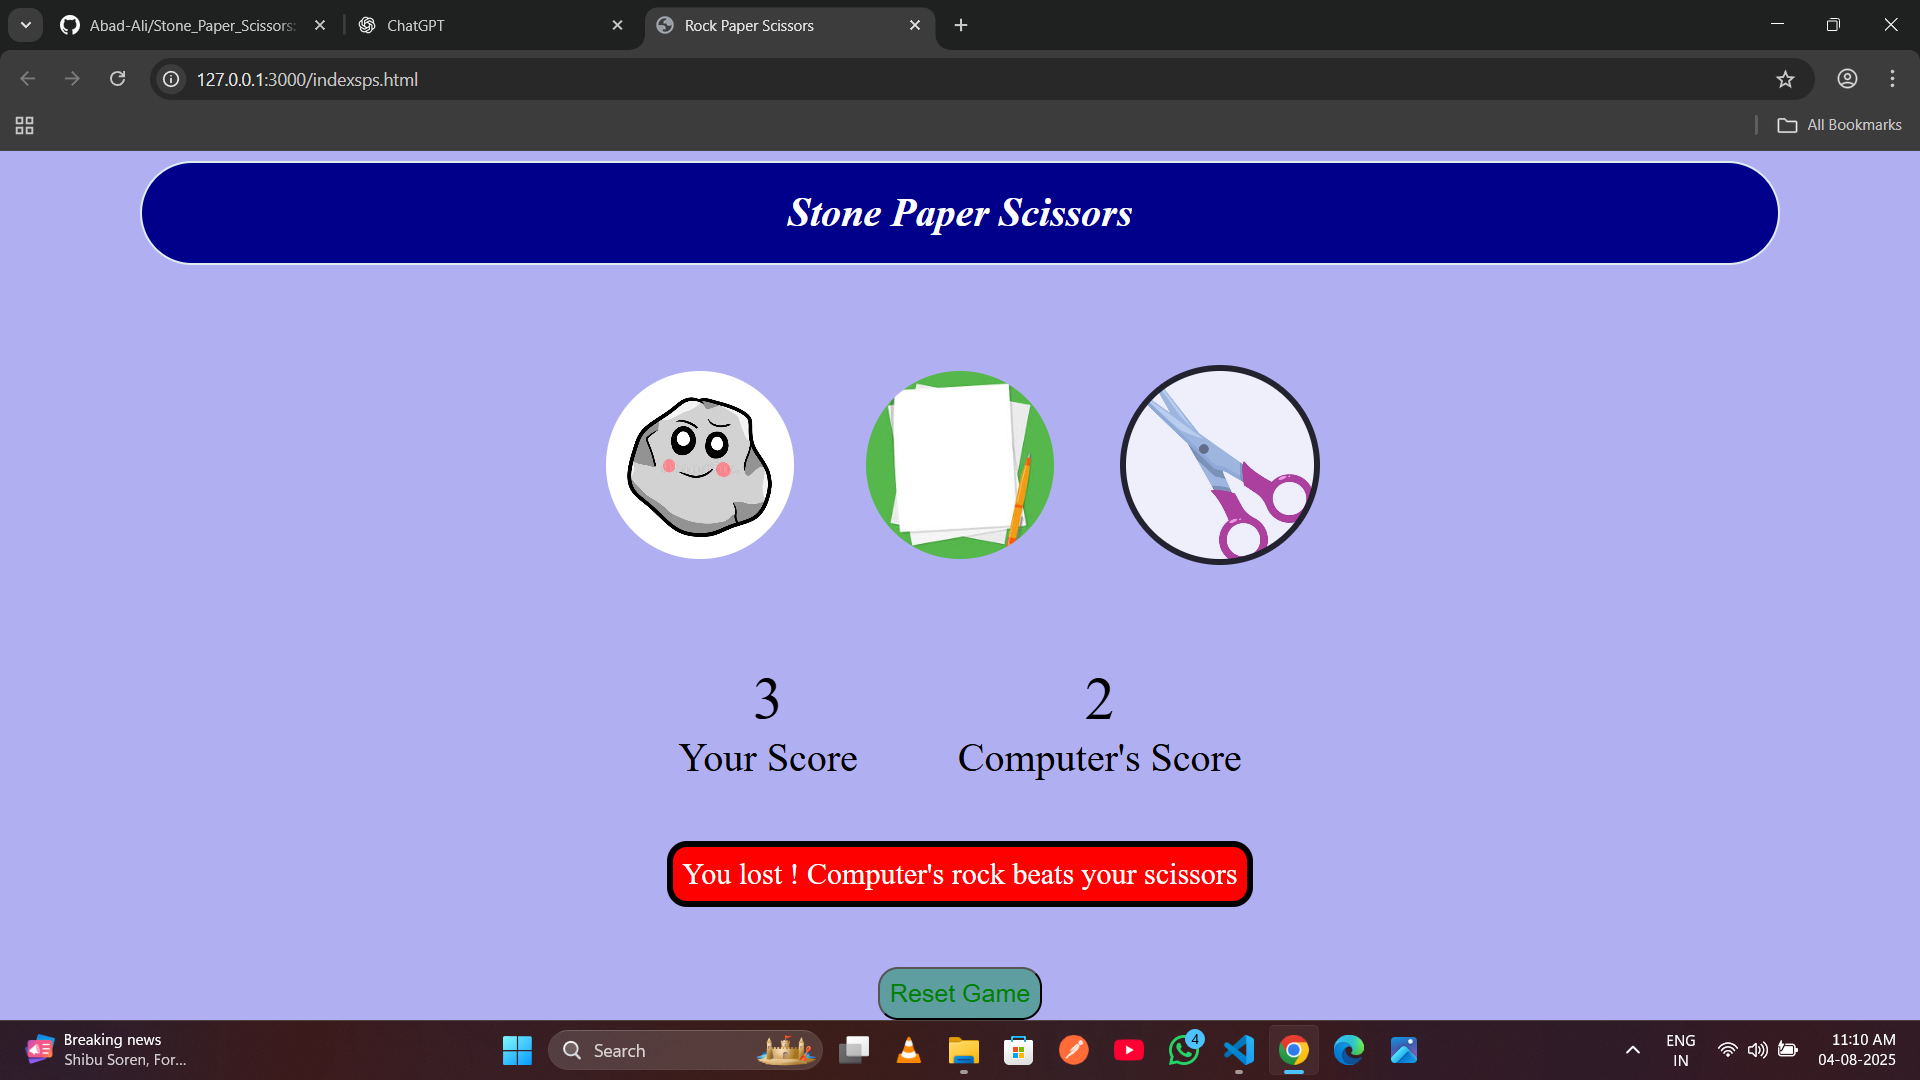 Abad-Ali/Stone_Paper_Scissors:
ChatGPT
Rock Paper Scissors
127.0.0.1:3000/indexsps.html
All Bookmarks
Stone Paper Scissors
3
Your Score
2
Computer's Score
You lost ! Computer's rock beats your scissors
Reset Game
Breaking news
Shibu Soren, For...
Search
4
ENG
IN
11:10 AM
04-08-2025